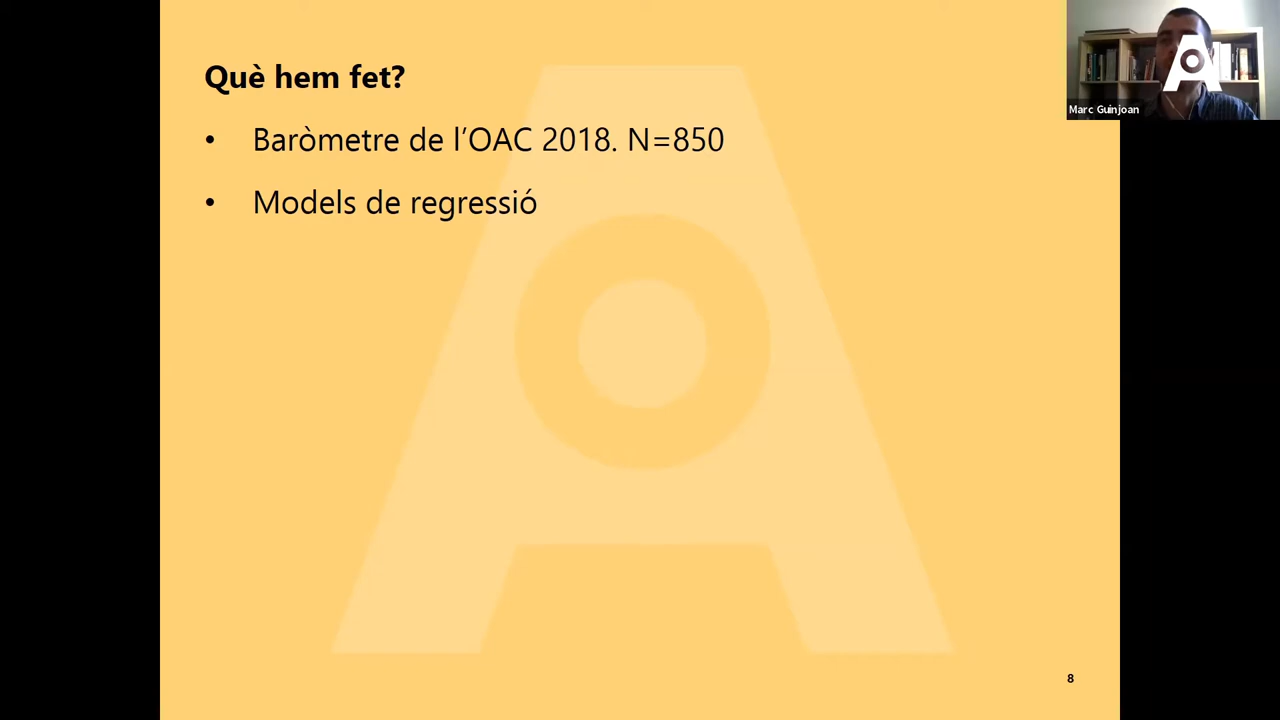 Què hem fet?
• Baròmetre de l’OAC 2018. N=850
• Models de regressió
Marc Guinjoan
8